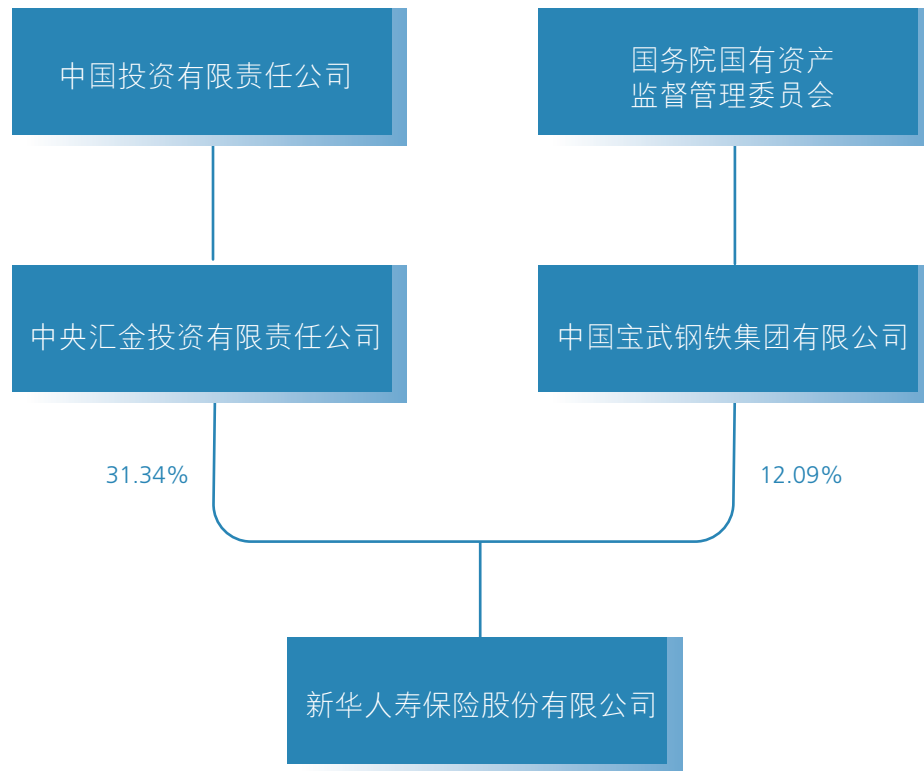 中国投资有限责任公司
国务院国有资产
监督管理委员会
中央汇金投资有限责任公司
中国宝武钢铁集团有限公司
31.34%
12.09%
新华人寿保险股份有限公司